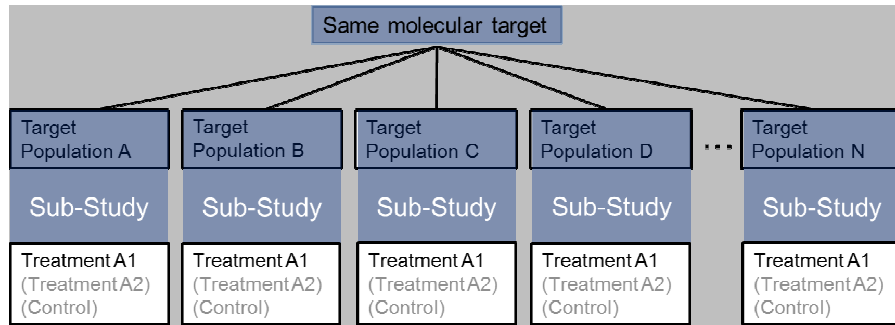 Same molecular target
Target
Population A
Target
Population B
Target
Population C
Target
Population D
...
Target
Population N
Sub-Study
Sub-Study
Sub-Study
Sub-Study
Sub-Study
Treatment A1
(Treatment A2)
(Control)
Treatment A1
(Treatment A2)
(Control)
Treatment A1
(Treatment A2)
(Control)
Treatment A1
(Treatment A2)
(Control)
Treatment A1
(Treatment A2)
(Control)